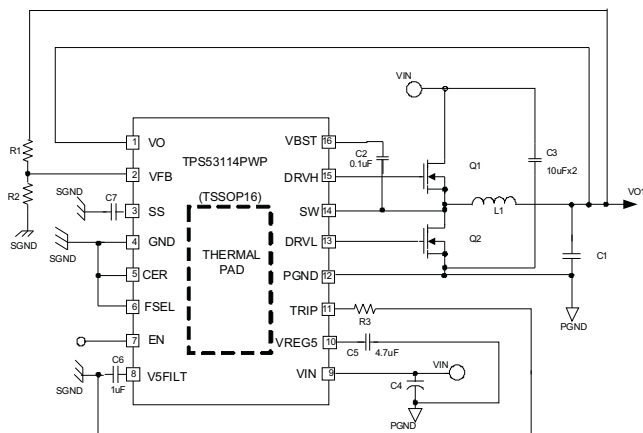 VIN
R1
R2
SGND
1 VO
2 VFB
3 SS
4 GND
5 CER
6 FSEL
7 EN
8 V5FILT
TPS53114PWP
(TSSOP16)
THERMAL
PAD
VBST 16
DRVH 15
SW 14
DRVL 13
PGND 12
TRIP 11
VREG5 10
VIN 9
SGND
C7
SGND
C6
1uF
SGND
C2
0.1uF
Q1
Q2
L1
C3
10uFx2
VO1
C1
PGND
R3
C5
4.7uF
VIN
C4
PGND